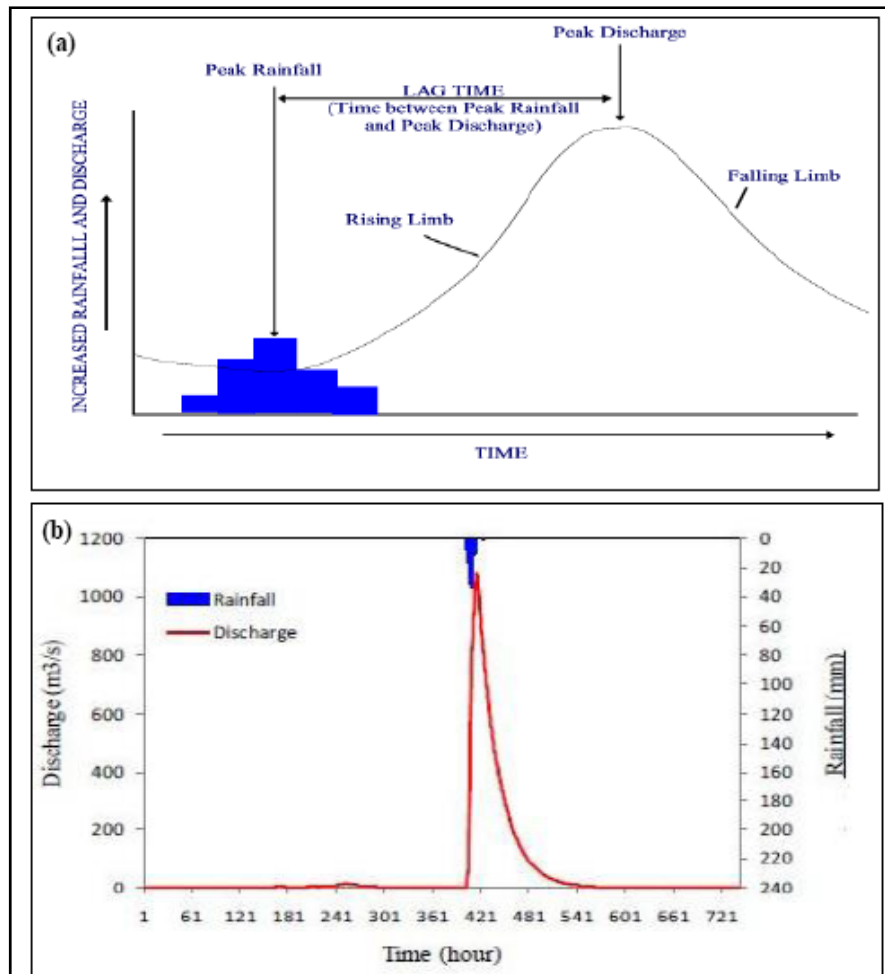 (a)
Peak Discharge
Peak Rainfall
LAG TIME
(Time between Peak Rainfall
and Peak Discharge)
Falling Limb
Rising Limb
INCREASED RAINFALLL AND DISCHARGE
TIME
(b)
1200
1000
800
600
400
200
0
Discharge (m3/s)
Rainfall
Discharge
0
20
40
60
80
100
120
140
160
180
200
220
240
Rainfall (mm)
1 61 121 181 241 301 361 421 481 541 601 661 721
Time (hour)